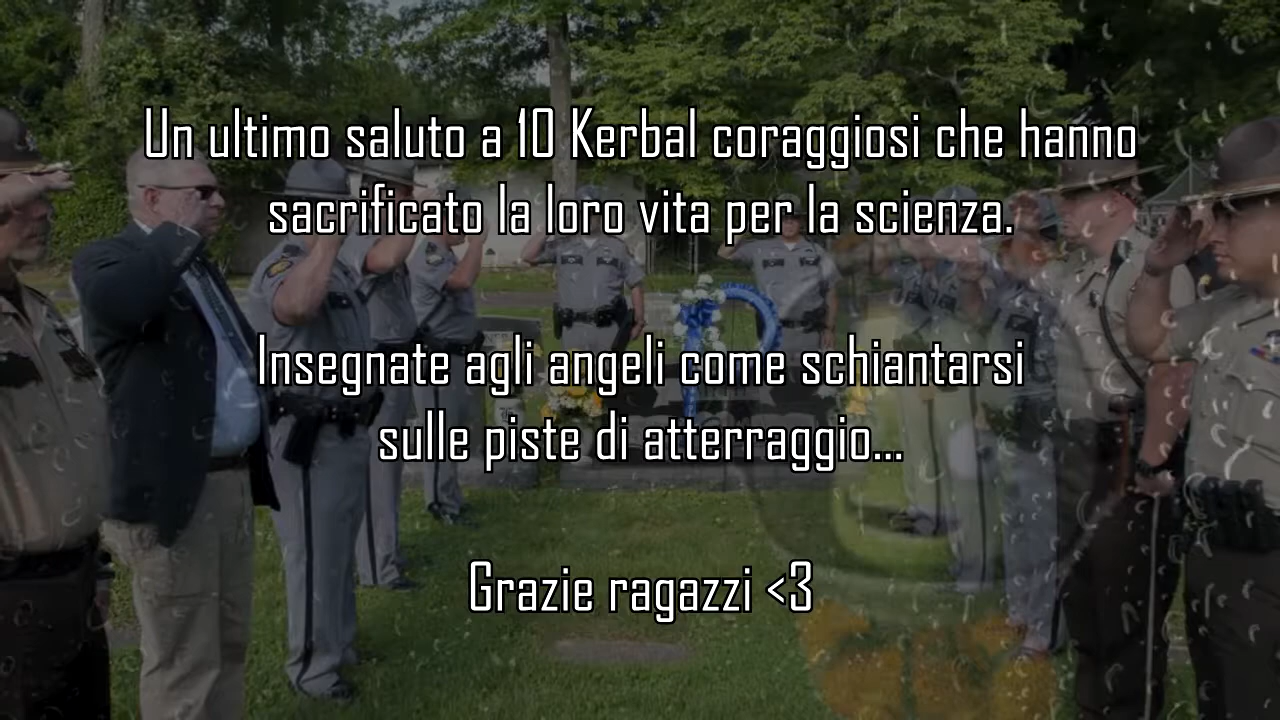 Un ultimo saluto a 10 Kerbal coraggiosi che hanno
sacrificato la loro vita per la scienza.
Insegnate agli angeli come schiantarsi
sulle piste di atterraggio...
Grazie ragazzi <3